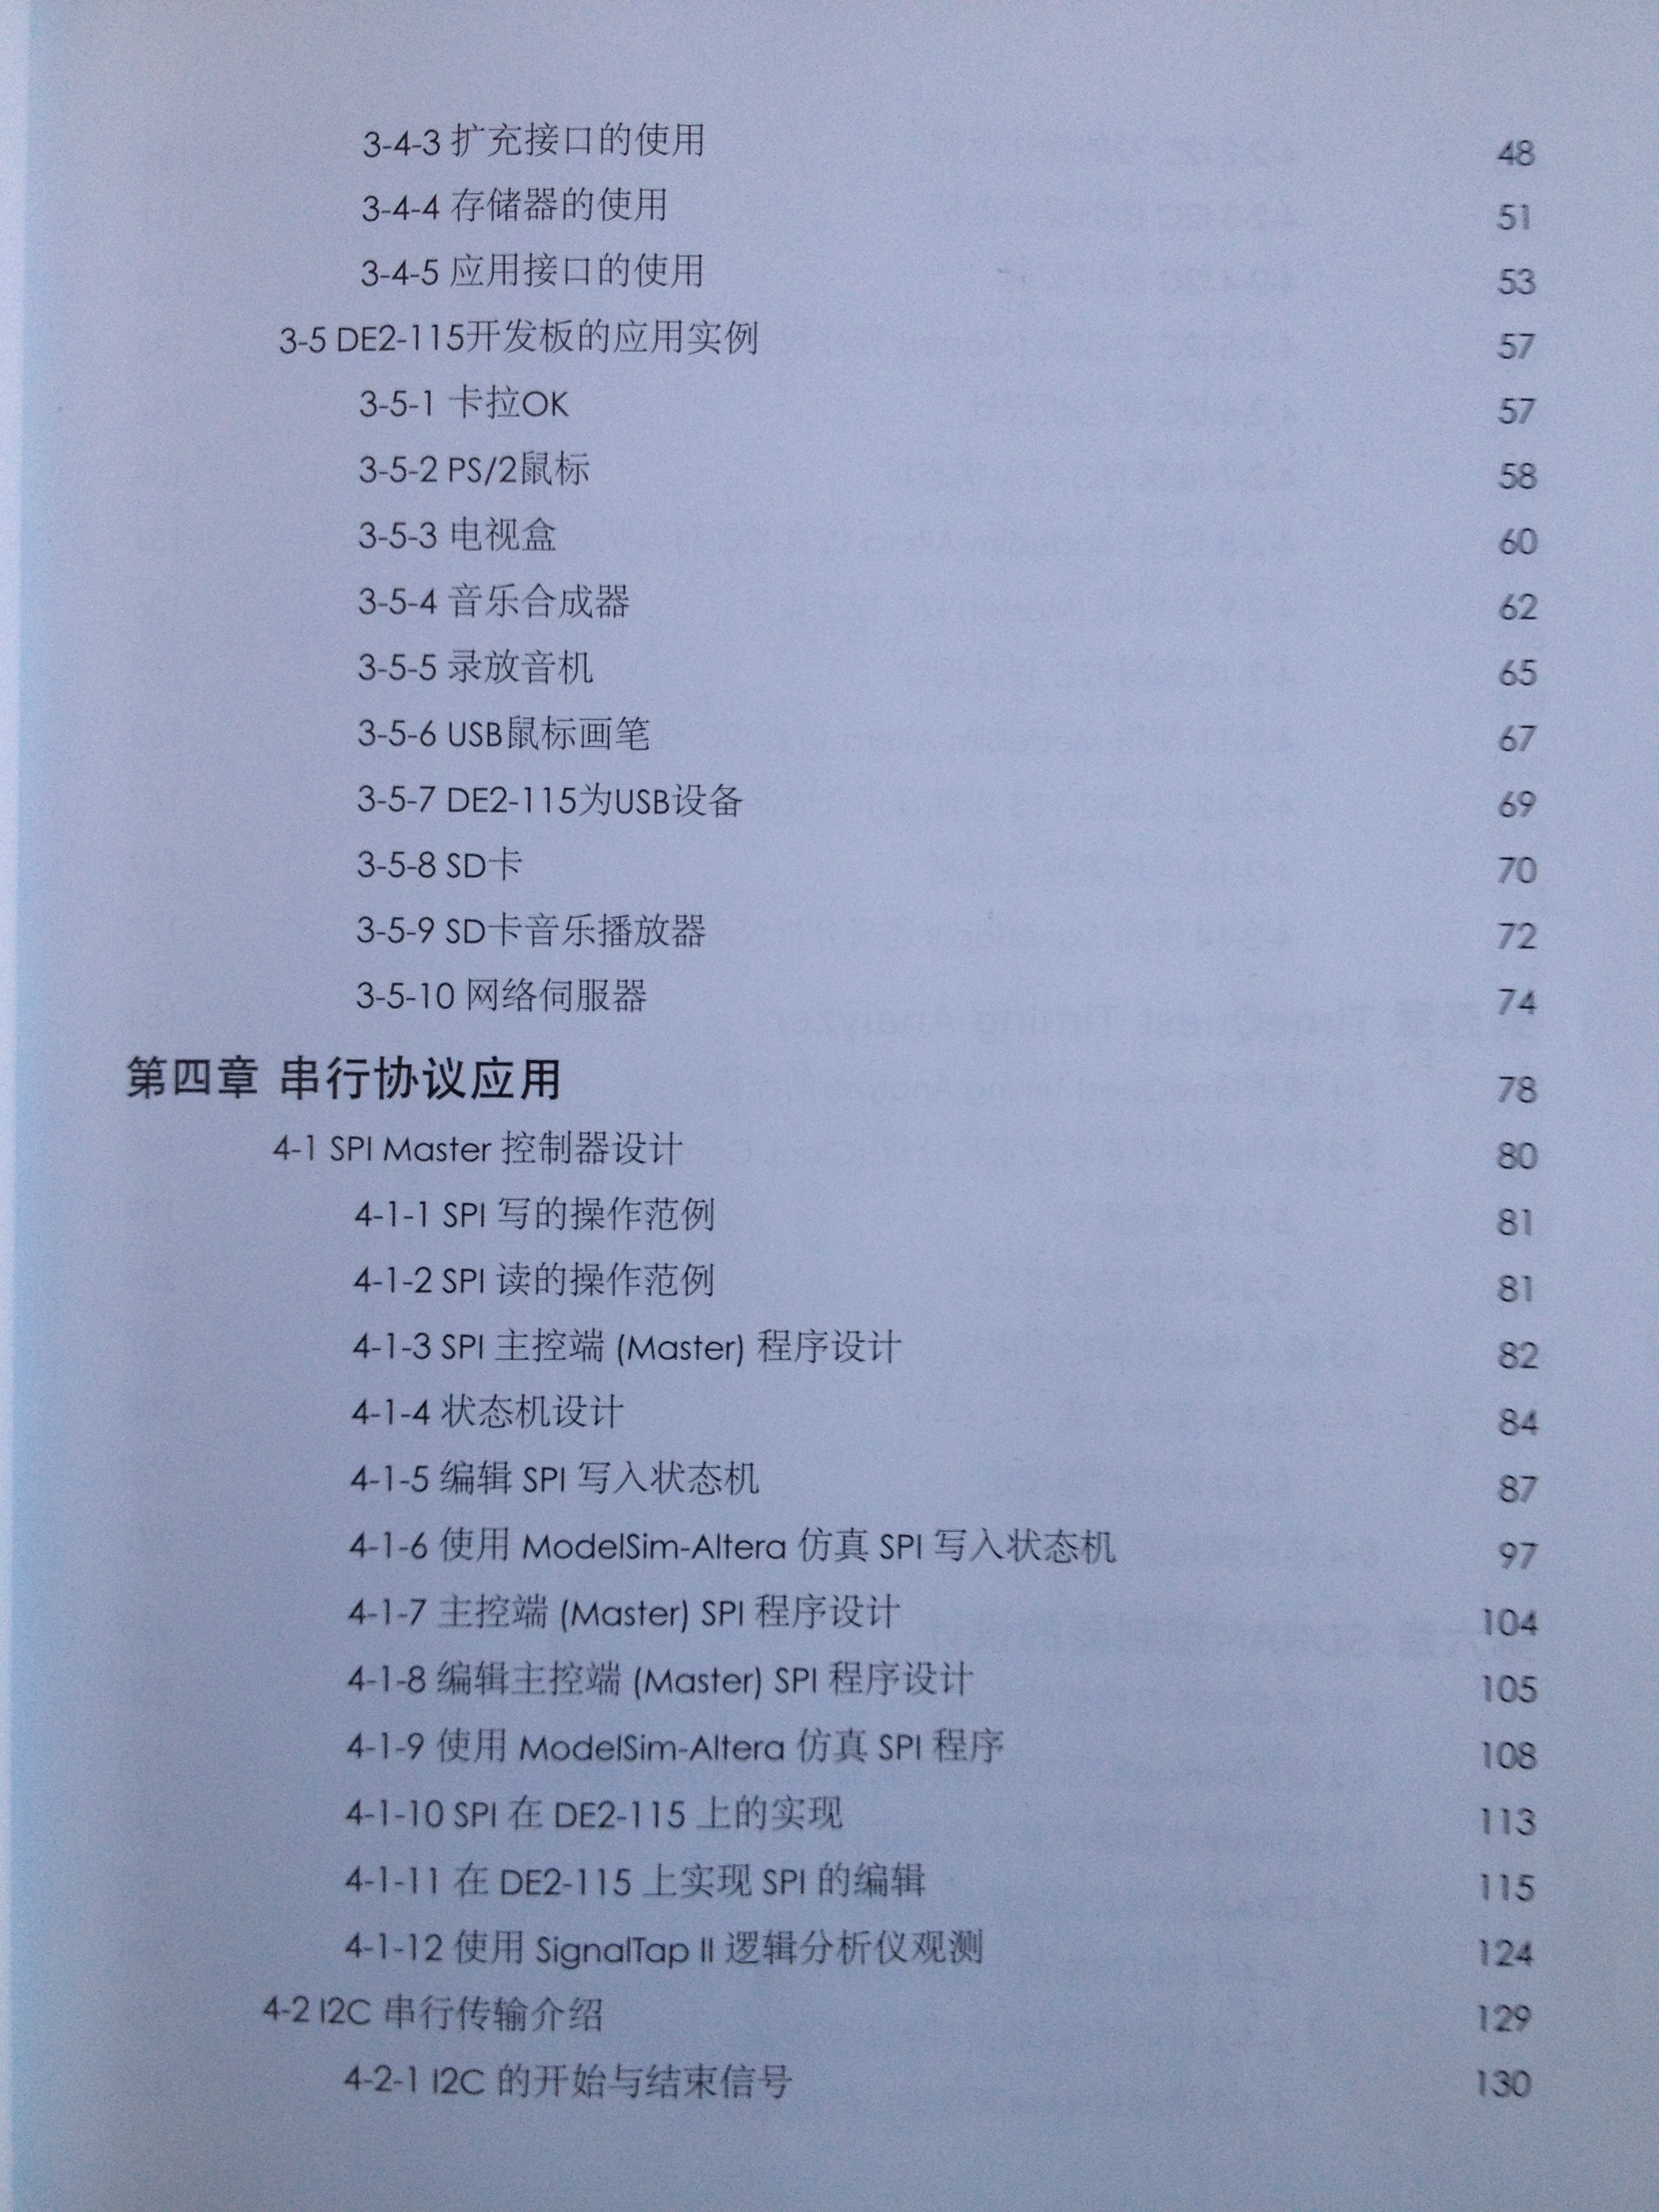 3-4-3 扩充接口的使用 48
3-4-4 存储器的使用 51
3-4-5 应用接口的使用 53
3-5 DE2-115开发板的应用实例 57
3-5-1 卡拉OK 57
3-5-2 PS/2鼠标 58
3-5-3 电视盒 60
3-5-4 音乐合成器 62
3-5-5 录放音机 65
3-5-6 USB鼠标画笔 67
3-5-7 DE2-115为USB设备 69
3-5-8 SD卡 70
3-5-9 SD卡音乐播放器 72
3-5-10 网络伺服器 74
第四章 串行协议应用 78
4-1 SPI Master 控制器设计 80
4-1-1 SPI 写的操作范例 81
4-1-2 SPI 读的操作范例 81
4-1-3 SPI 主控端 (Master) 程序设计 82
4-1-4 状态机设计 84
4-1-5 编辑 SPI 写入状态机 87
4-1-6 使用 ModelSim-Altera 仿真 SPI 写入状态机 97
4-1-7 主控端 (Master) SPI 程序设计 104
4-1-8 编辑主控端 (Master) SPI 程序设计 105
4-1-9 使用 ModelSim-Altera 仿真 SPI 程序 108
4-1-10 SPI 在 DE2-115 上的实现 113
4-1-11 在 DE2-115 上实现 SPI 的编辑 115
4-1-12 使用 SignalTap II 逻辑分析仪观测 124
4-2 I2C 串行传输介绍 129
4-2-1 I2C 的开始与结束信号 130